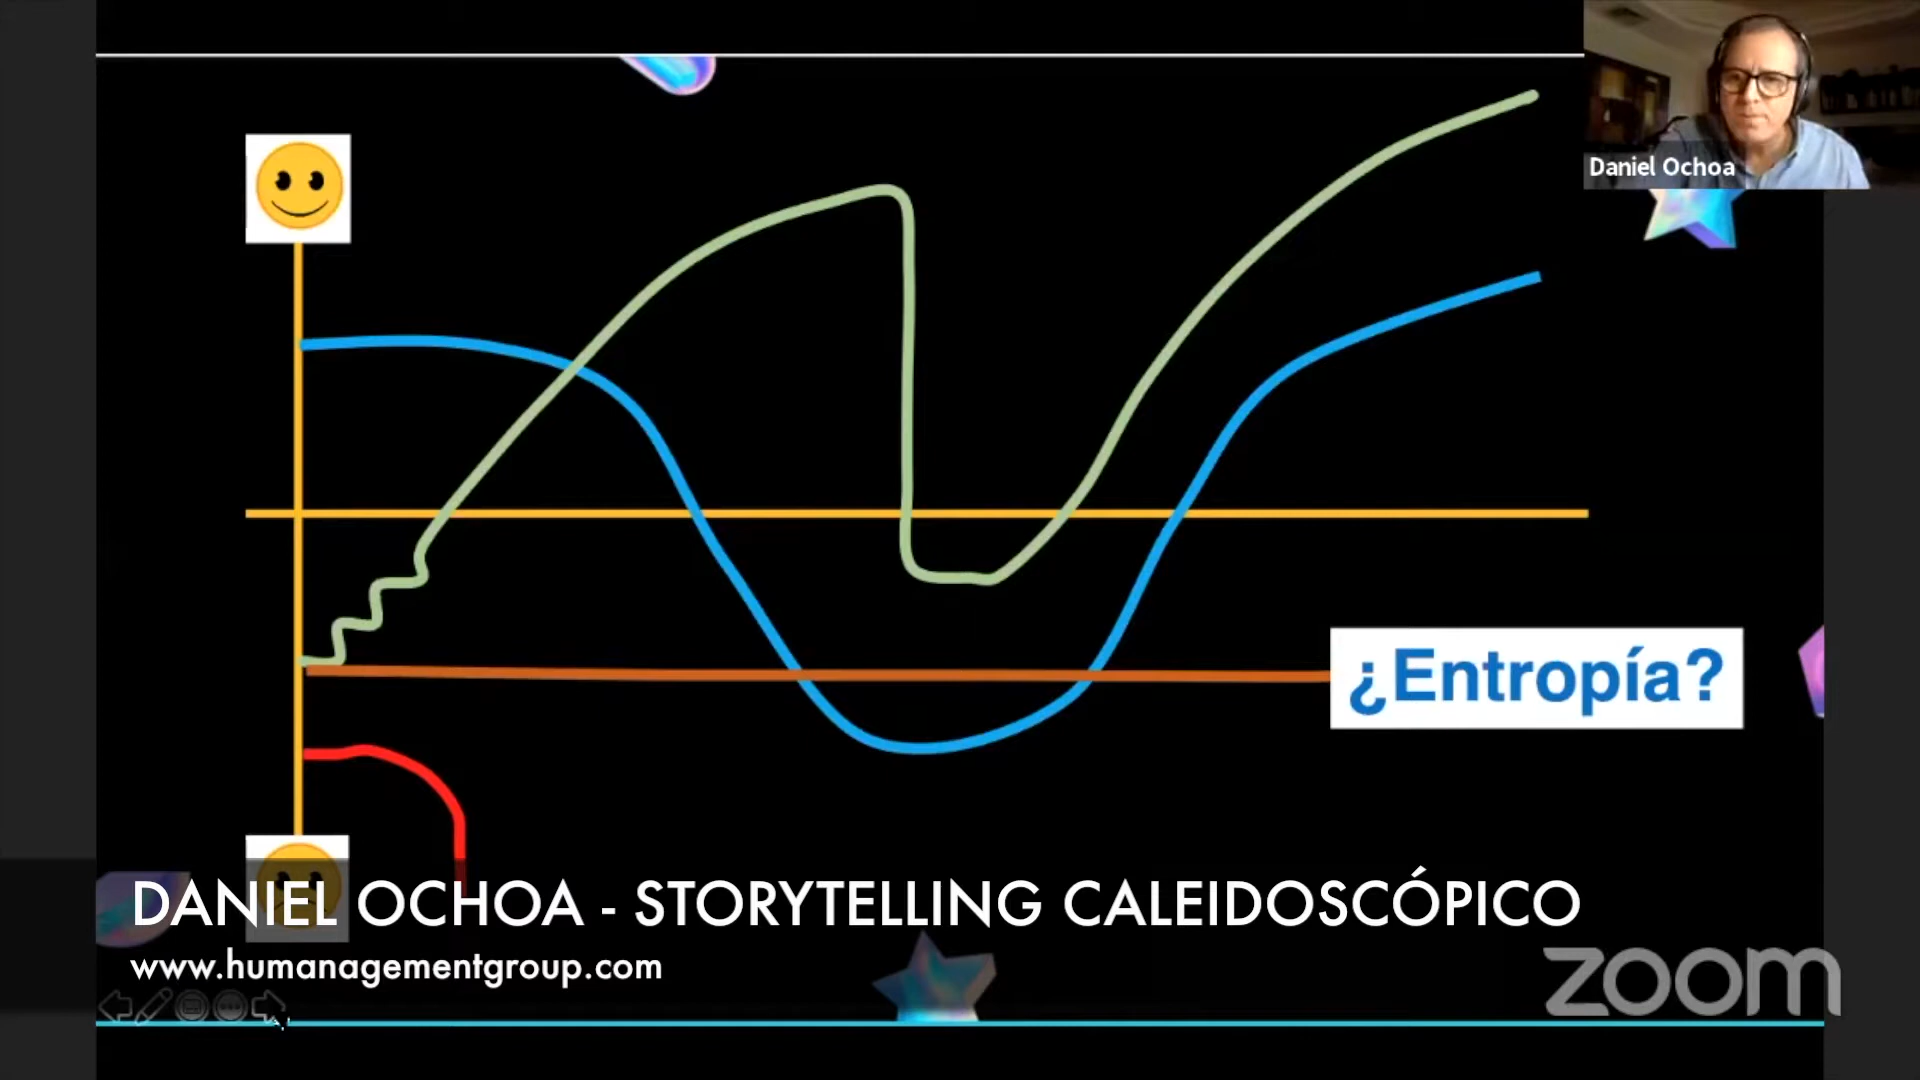 Daniel Ochoa
¿Entropía?
DANIEL OCHOA - STORYTELLING CALEIDOSCÓPICO
www.humanagementgroup.com
zoom